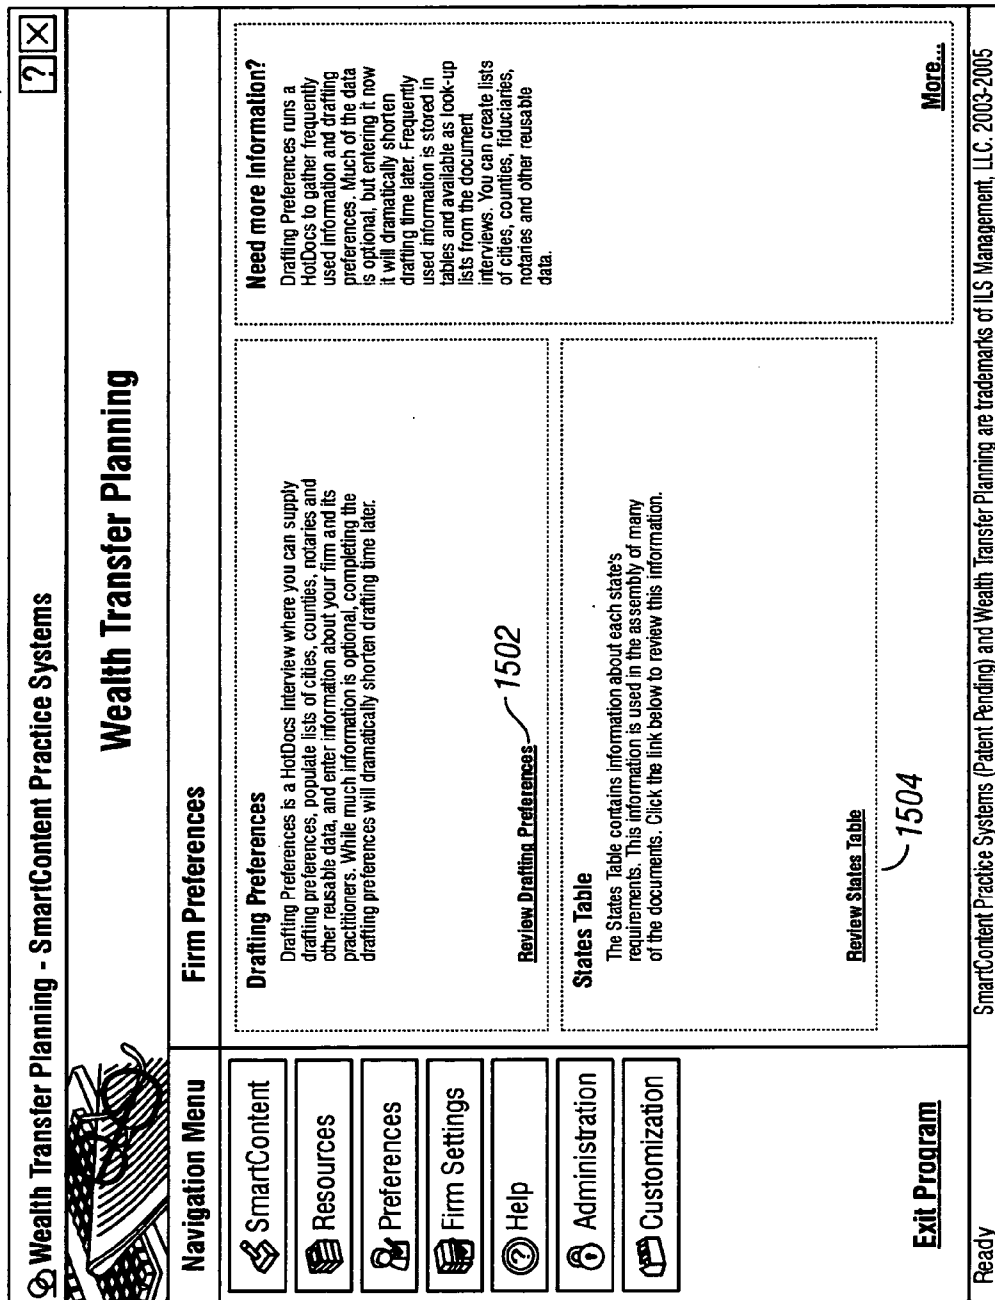 Wealth Transfer Planning - SmartContent Practice Systems
? X
Wealth Transfer Planning
Navigation Menu
SmartContent
Resources
Preferences
Firm Settings
Help
Administration
Customization
Exit Program
Firm Preferences
Drafting Preferences
Drafting Preferences is a HotDocs interview where you can supply
drafting preferences, populate lists of cities, counties, notaries and
other reusable data, and enter information about your firm and its
practitioners. While much information is optional, completing the
drafting preferences will dramatically shorten drafting time later.
Review Drafting Preferences
1502
States Table
The States Table contains information about each state's
requirements. This information is used in the assembly of many
of the documents. Click the link below to review this information.
Review States Table
1504
Need more information?
Drafting Preferences runs a
HotDocs to gather frequently
used information and drafting
preferences. Much of the data
is optional, but entering it now
it will dramatically shorten
drafting time later. Frequently
used information is stored in
tables and available as look-up
lists from the document
interviews. You can create lists
of cities, counties, fiduciaries,
notaries and other reusable
data.
More...
Ready
SmartContent Practice Systems (Patent Pending) and Wealth Transfer Planning are trademarks of ILS Management, LLC. 2003-2005